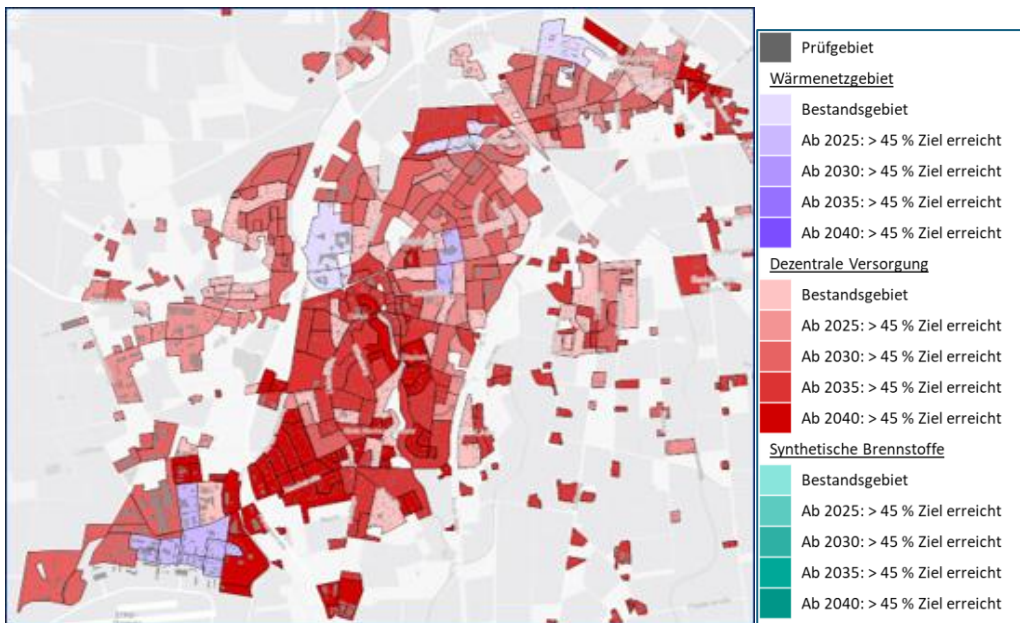 Prüfgebiet
Wärmenetzgebiet
Bestandsgebiet
Ab 2025: > 45 % Ziel erreicht
Ab 2030: > 45 % Ziel erreicht
Ab 2035: > 45 % Ziel erreicht
Ab 2040: > 45 % Ziel erreicht
Dezentrale Versorgung
Bestandsgebiet
Ab 2025: > 45 % Ziel erreicht
Ab 2030: > 45 % Ziel erreicht
Ab 2035: > 45 % Ziel erreicht
Ab 2040: > 45 % Ziel erreicht
Synthetische Brennstoffe
Bestandsgebiet
Ab 2025: > 45 % Ziel erreicht
Ab 2030: > 45 % Ziel erreicht
Ab 2035: > 45 % Ziel erreicht
Ab 2040: > 45 % Ziel erreicht